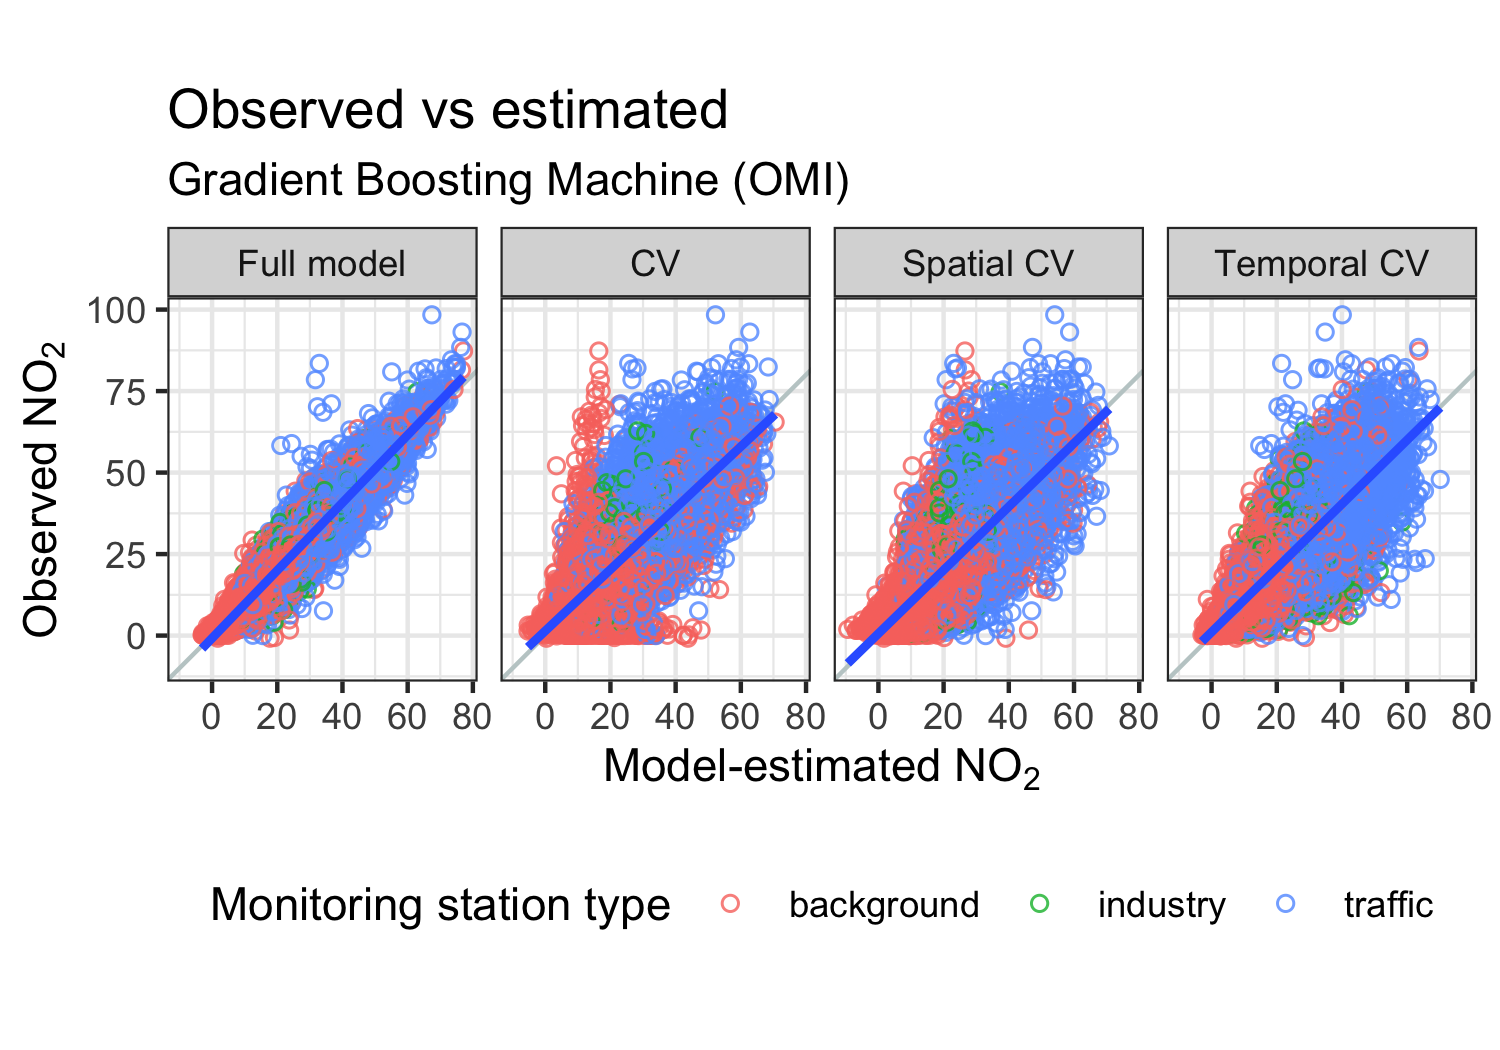 Observed vs estimated
Gradient Boosting Machine (OMI)
Full model CV Spatial CV Temporal CV
100
75
50
25
0
Observed NO₂
0 20 40 60 80 0 20 40 60 80 0 20 40 60 80 0 20 40 60 80
Model-estimated NO₂
Monitoring station type background industry traffic